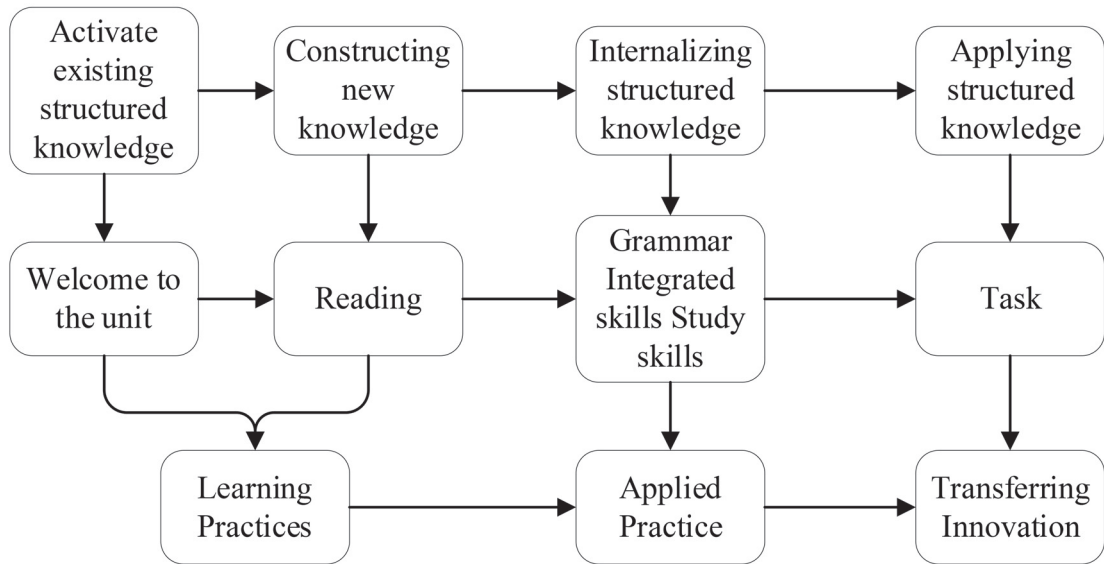 Activate
existing
structured
knowledge
Constructing
new
knowledge
Internalizing
structured
knowledge
Applying
structured
knowledge
Welcome to
the unit
Reading
Grammar
Integrated
skills Study
skills
Task
Learning
Practices
Applied
Practice
Transferring
Innovation